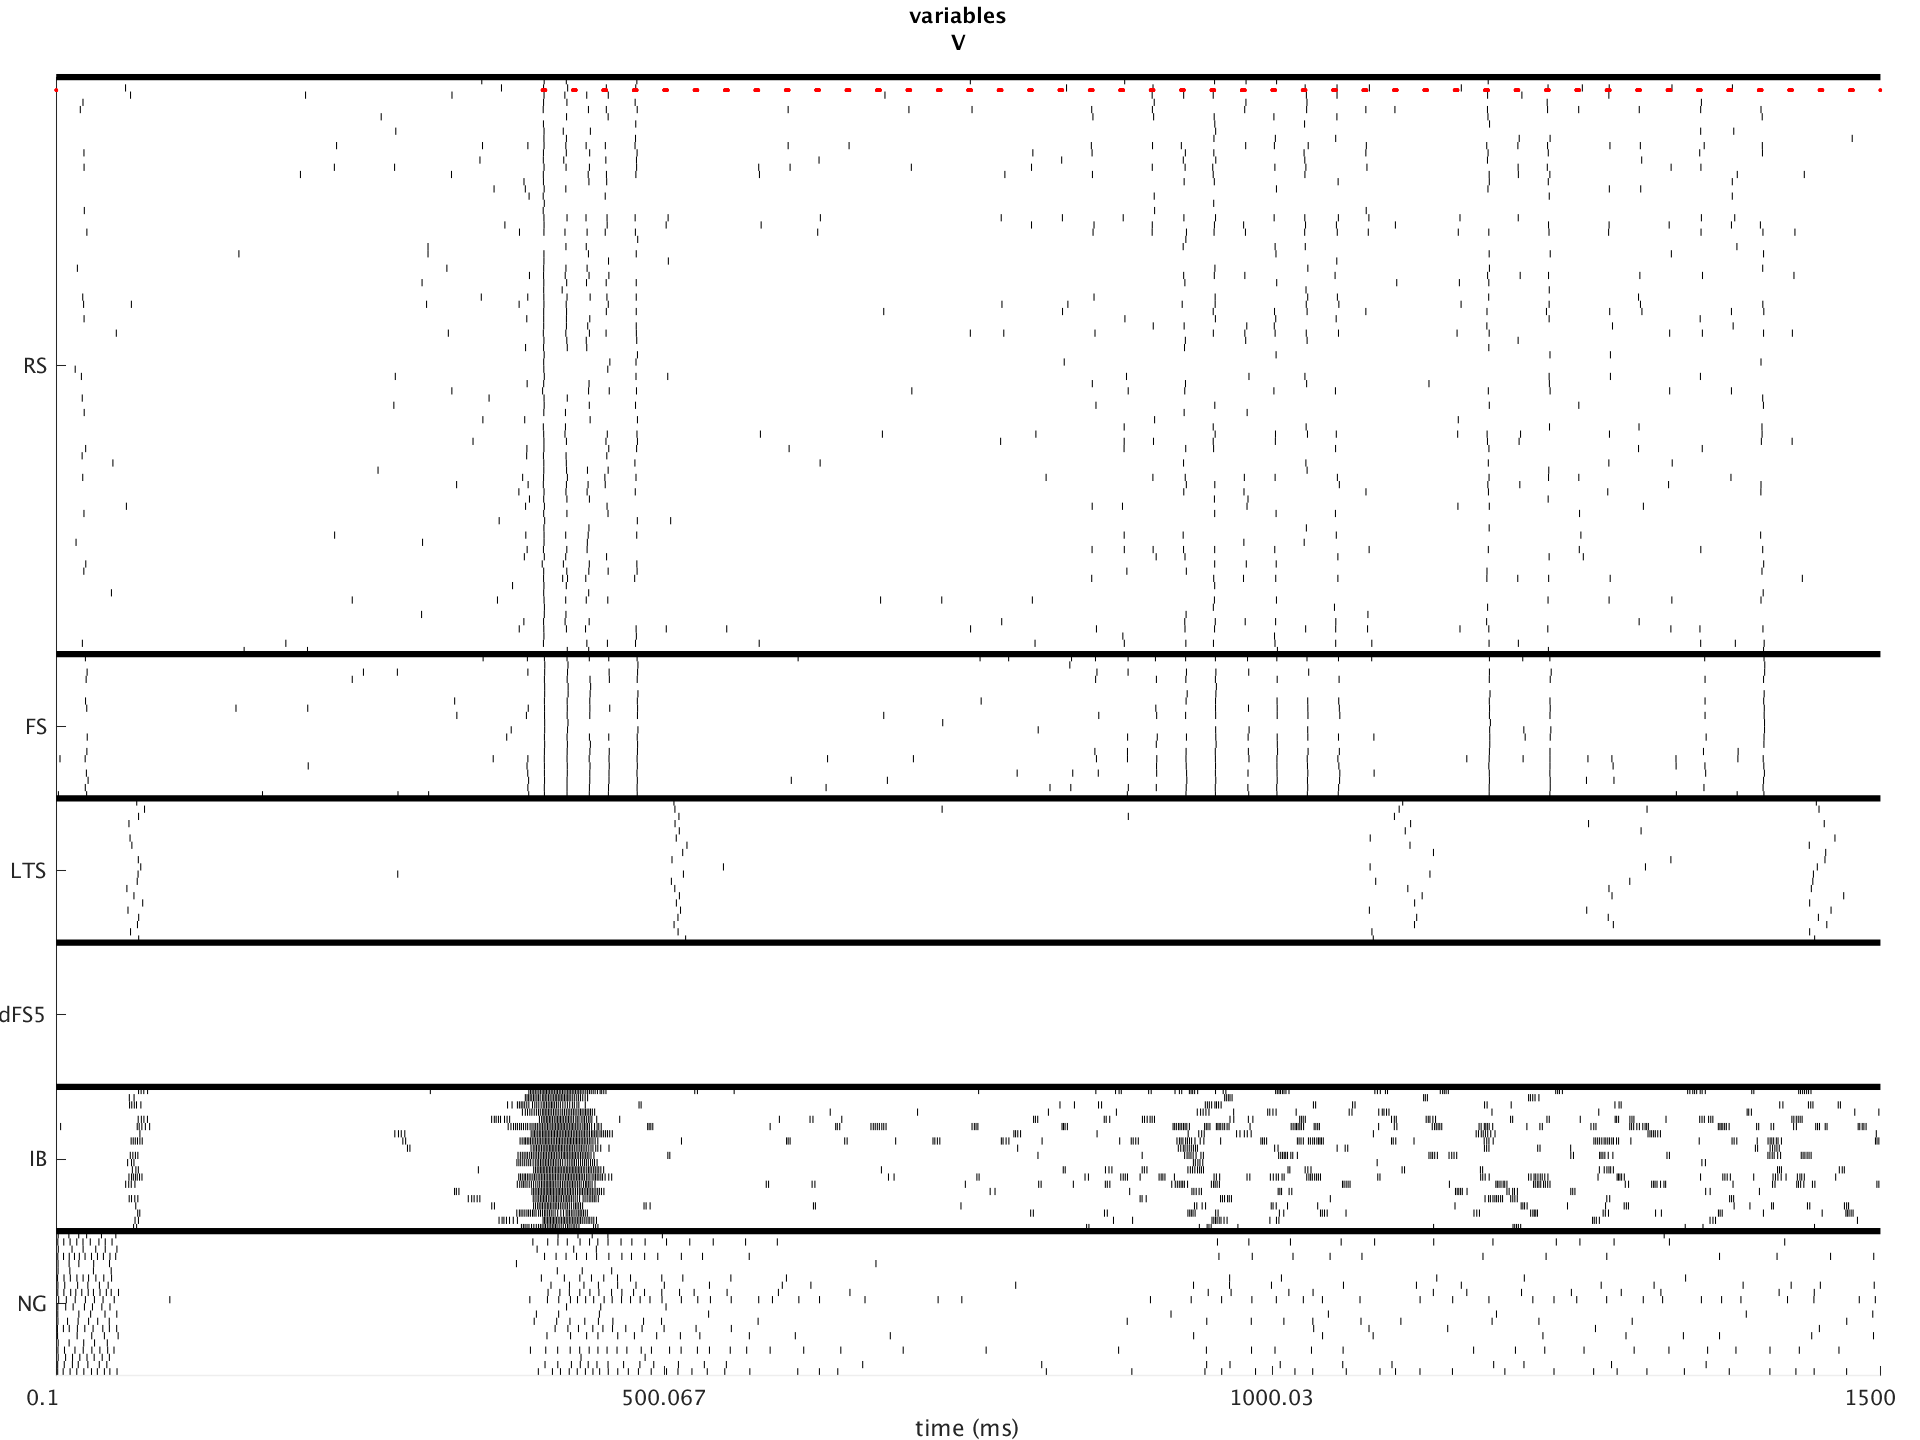 variables
V
RS
FS
LTS
dFS5
IB
NG
0.1
500.067
1000.03
1500
time (ms)